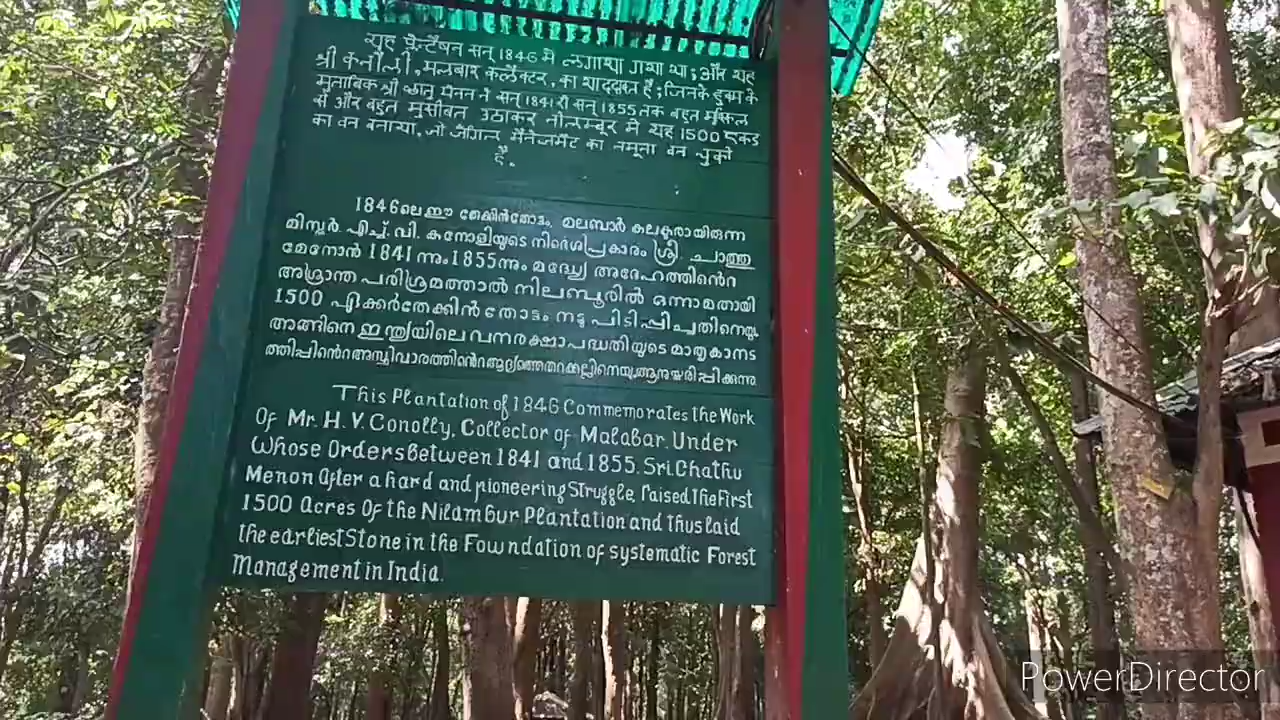 यह प्लैन्टेषन सन् 1846 मे लगाया गया था; और यह
श्री कनोली, मलबार कलैक्टर, का याददाश्त है; जिनके हुक्म के
मुताबिक श्री छातु मेनन ने सन् 1841 से सन् 1855 तक बहुत मुश्किल
से और बहुत मुसीबत उठाकर नीलम्बूर मे यह 1500 एकड
का वन बनाया, जो जंगल मैनेजमेंट का नमूना बन चुका
है.
1846ലെ ഈ തേക്കിൻതോട്ടം, മലബാർ കലക്ടരായിരുന്ന
മിസ്റ്റർ. എച്ച്. വി. കനോളിയുടെ നിർദേശപ്രകാരം ശ്രീ. ചാത്തു
മേനോൻ 1841 നും 1855നും മദ്ധ്യേ അദേഹത്തിൻെറ
അശ്രാന്ത പരിശ്രമത്താൽ നിലമ്പൂരിൽ ഒന്നാമതായി
1500 ഏക്കർതേക്കിൻ തോട്ടം നട്ടു പിടിപ്പിച്ചതിനെയും
അങ്ങിനെ ഇന്ത്യയിലെ വനരക്ഷാപദ്ധതിയുടെ മാതൃകാനട
ത്തിപ്പിൻെറ
This Plantation of 1846 Commemorates the Work
Of Mr. H. V. Conolly, Collector of Malabar. Under
Whose Orders Between 1841 and 1855. Sri.Chathu
Menon After a hard and pioneering Struggle, raised the First
1500 Acres Of the Nilambur Plantation and thus laid
the earliest Stone in the Foundation of systematic Forest
Management in India.
PowerDirector